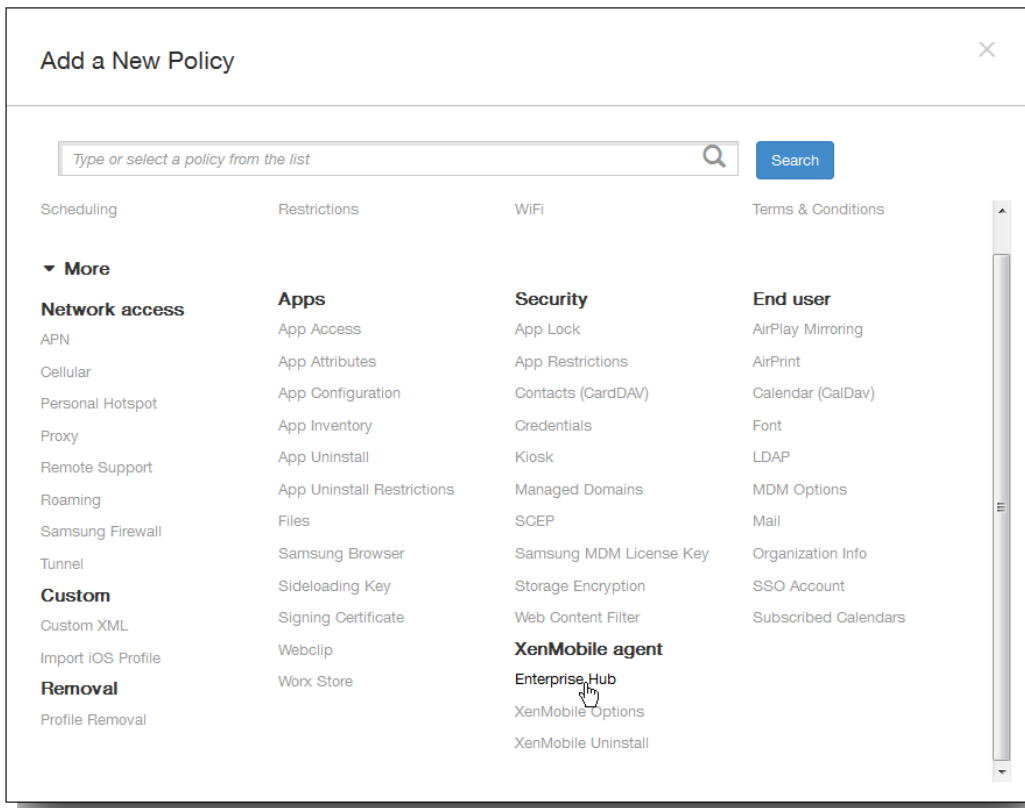 Add a New Policy
Type or select a policy from the list
Search
Scheduling
Restrictions
WiFi
Terms & Conditions
More
Network access
APN
Cellular
Personal Hotspot
Proxy
Remote Support
Roaming
Samsung Firewall
Tunnel
Custom
Custom XML
Import iOS Profile
Removal
Profile Removal
Apps
App Access
App Attributes
App Configuration
App Inventory
App Uninstall
App Uninstall Restrictions
Files
Samsung Browser
Sideloading Key
Signing Certificate
Webclip
Worx Store
Security
App Lock
App Restrictions
Contacts (CardDAV)
Credentials
Kiosk
Managed Domains
SCEP
Samsung MDM License Key
Storage Encryption
Web Content Filter
XenMobile agent
Enterprise Hub
XenMobile Options
XenMobile Uninstall
End user
AirPlay Mirroring
AirPrint
Calendar (CalDav)
Font
LDAP
MDM Options
Mail
Organization Info
SSO Account
Subscribed Calendars